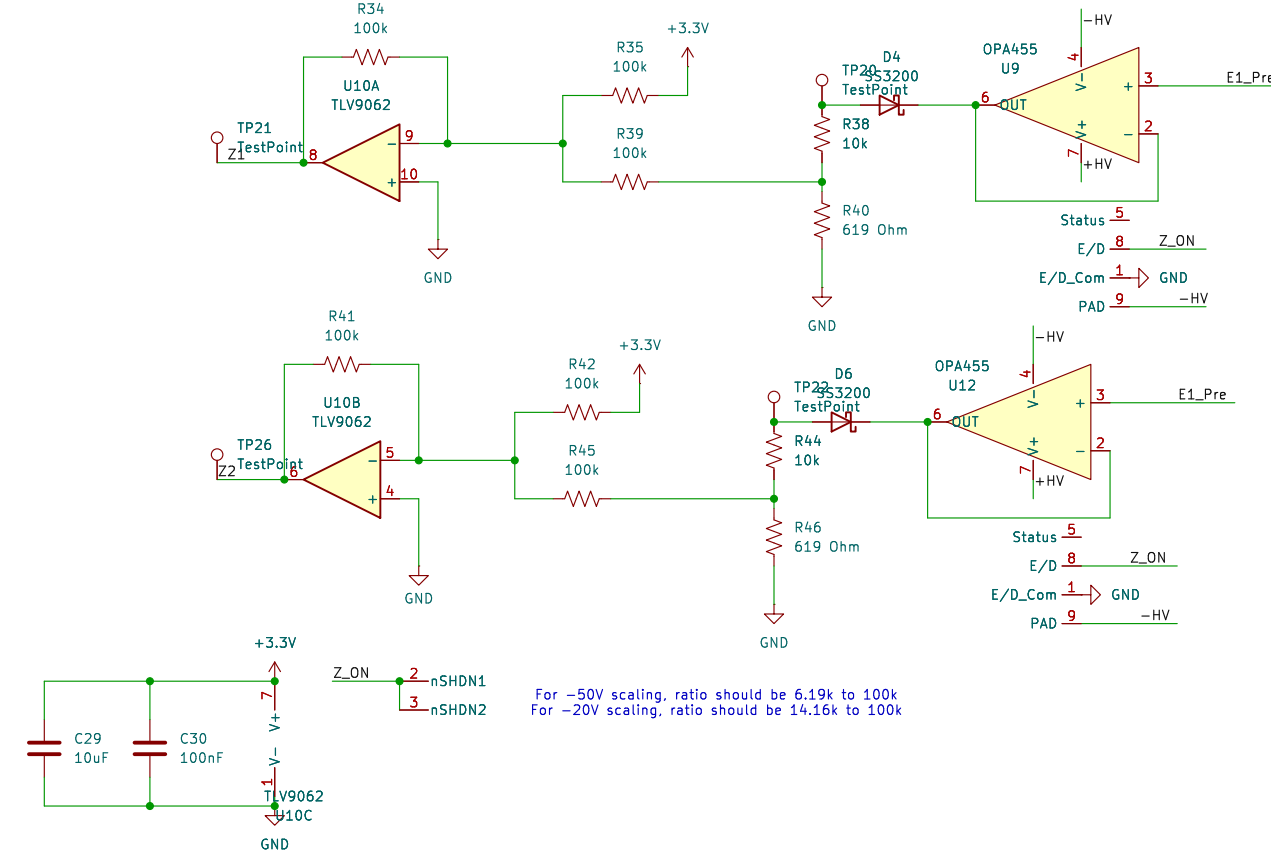 R34
100k
+3.3V
R35
100k
-HV
OPA455
U9
4
V-
D4
SS3200
TP20
TestPoint
3
+
E1_Pre
6
OUT
U10A
TLV9062
R38
10k
TP21
TestPoint
Z1
8
9
-
R39
100k
V+
7
+HV
2
-
10
+
R40
619 Ohm
Status
5
E/D
8
Z_ON
GND
E/D_Com
1
GND
PAD
9
-HV
R41
100k
GND
+3.3V
R42
100k
-HV
OPA455
U12
4
V-
D6
SS3200
TP22
TestPoint
3
+
E1_Pre
6
OUT
U10B
TLV9062
R44
10k
TP26
TestPoint
Z2
6
5
-
R45
100k
V+
7
+HV
2
-
4
+
R46
619 Ohm
Status
5
E/D
8
Z_ON
GND
E/D_Com
1
GND
PAD
9
-HV
GND
+3.3V
Z_ON
2
nSHDN1
3
nSHDN2
For -50V scaling, ratio should be 6.19k to 100k
For -20V scaling, ratio should be 14.16k to 100k
7
V+
C29
10uF
C30
100nF
V-
1
TLV9062
U10C
GND